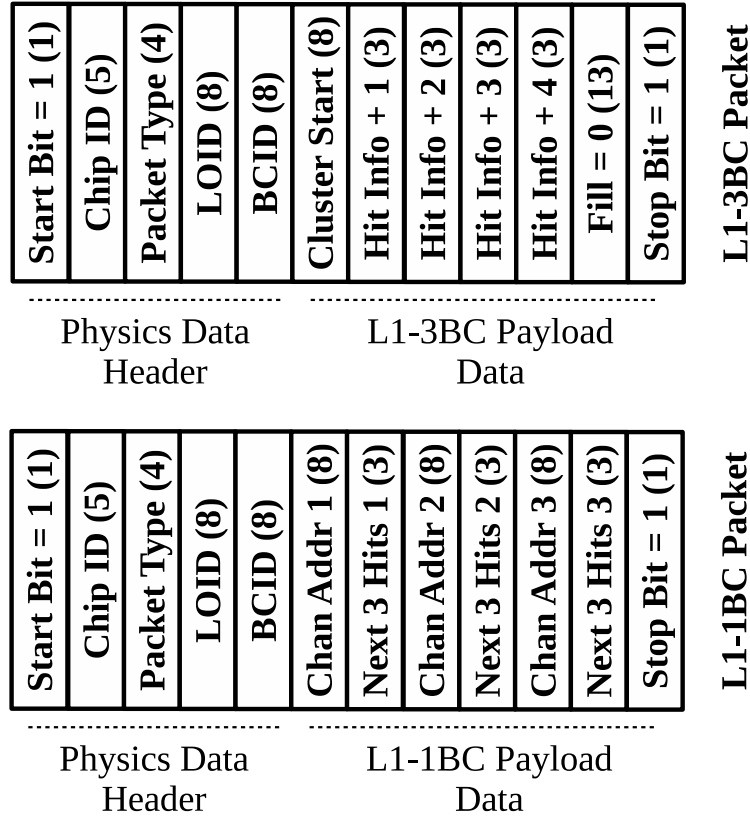 Start Bit = 1 (1)
Chip ID (5)
Packet Type (4)
LOID (8)
BCID (8)
Cluster Start (8)
Hit Info + 1 (3)
Hit Info + 2 (3)
Hit Info + 3 (3)
Hit Info + 4 (3)
Fill = 0 (13)
Stop Bit = 1 (1)
L1-3BC Packet
Physics Data
Header
L1-3BC Payload
Data
Start Bit = 1 (1)
Chip ID (5)
Packet Type (4)
LOID (8)
BCID (8)
Chan Addr 1 (8)
Next 3 Hits 1 (3)
Chan Addr 2 (8)
Next 3 Hits 2 (3)
Chan Addr 3 (8)
Next 3 Hits 3 (3)
Stop Bit = 1 (1)
L1-1BC Packet
Physics Data
Header
L1-1BC Payload
Data